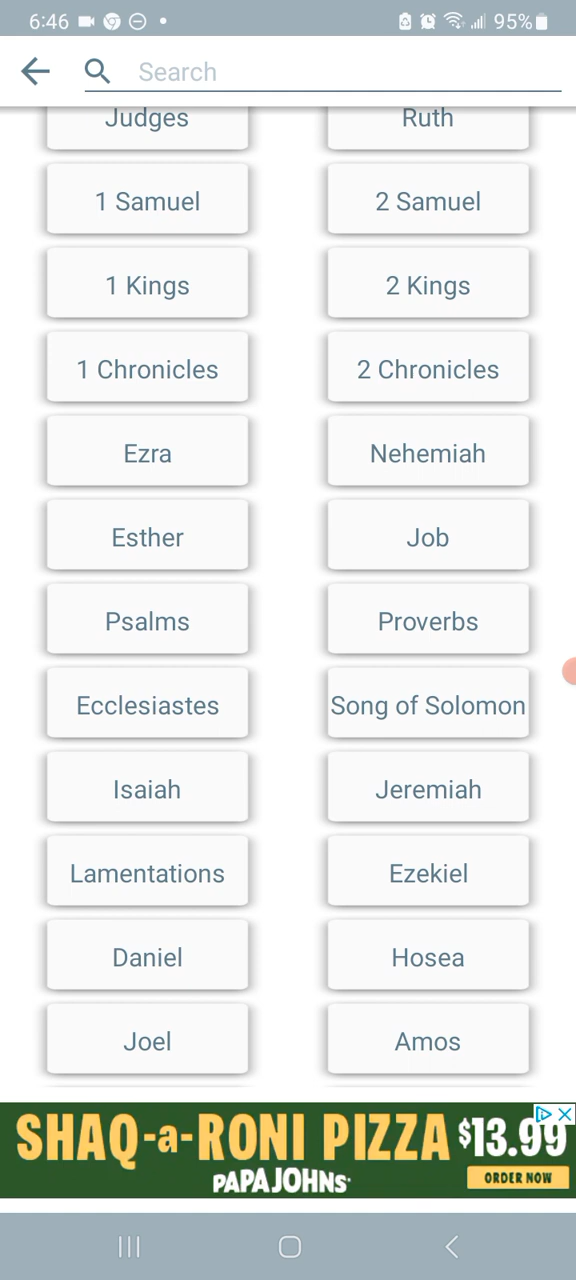 6:46 95%
Search
Judges Ruth
1 Samuel 2 Samuel
1 Kings 2 Kings
1 Chronicles 2 Chronicles
Ezra Nehemiah
Esther Job
Psalms Proverbs
Ecclesiastes Song of Solomon
Isaiah Jeremiah
Lamentations Ezekiel
Daniel Hosea
Joel Amos
SHAQ-a-RONI PIZZA $13.99
PAPA JOHNS ORDER NOW